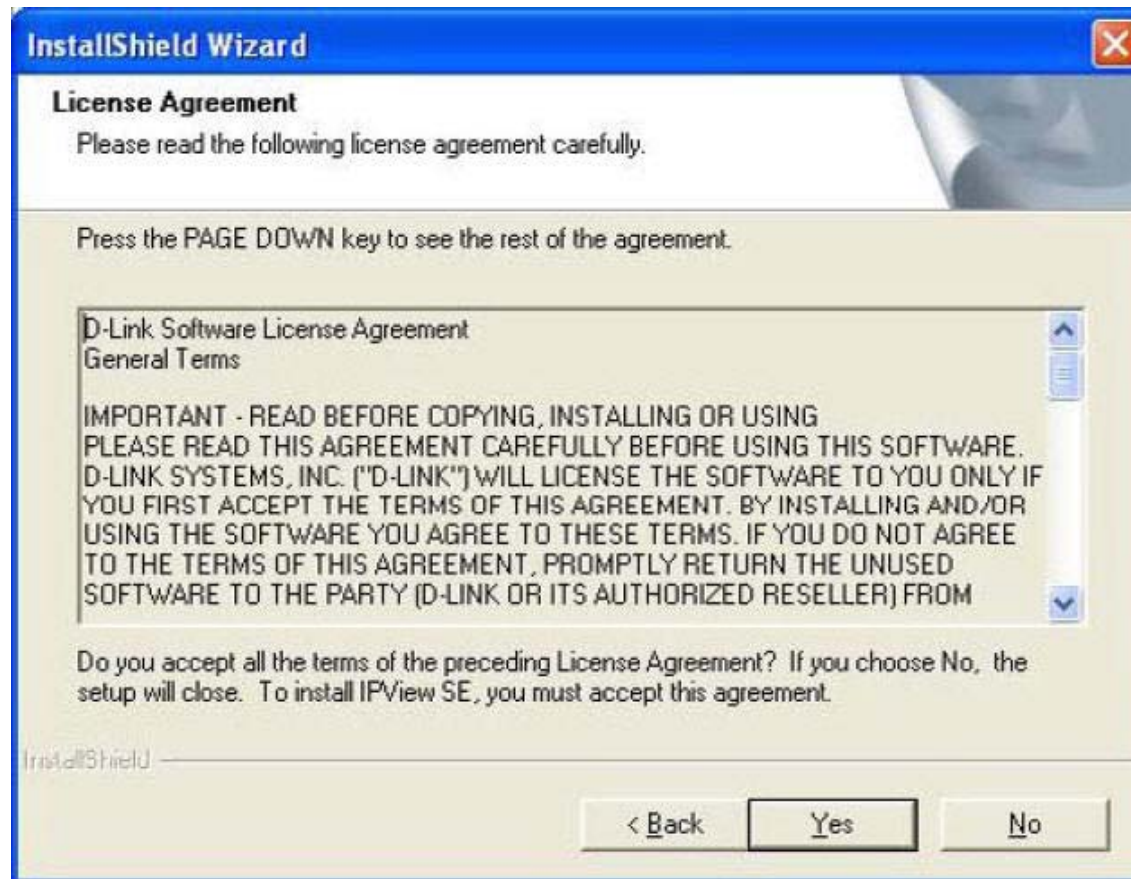 InstallShield Wizard
License Agreement
Please read the following license agreement carefully.
Press the PAGE DOWN key to see the rest of the agreement.
D-Link Software License Agreement
General Terms
IMPORTANT - READ BEFORE COPYING, INSTALLING OR USING
PLEASE READ THIS AGREEMENT CAREFULLY BEFORE USING THIS SOFTWARE.
D-LINK SYSTEMS, INC. ("D-LINK") WILL LICENSE THE SOFTWARE TO YOU ONLY IF
YOU FIRST ACCEPT THE TERMS OF THIS AGREEMENT. BY INSTALLING AND/OR
USING THE SOFTWARE YOU AGREE TO THESE TERMS. IF YOU DO NOT AGREE
TO THE TERMS OF THIS AGREEMENT, PROMPTLY RETURN THE UNUSED
SOFTWARE TO THE PARTY (D-LINK OR ITS AUTHORIZED RESELLER) FROM
Do you accept all the terms of the preceding License Agreement? If you choose No, the
setup will close. To install IPView SE, you must accept this agreement.
InstallShield
< Back Yes No